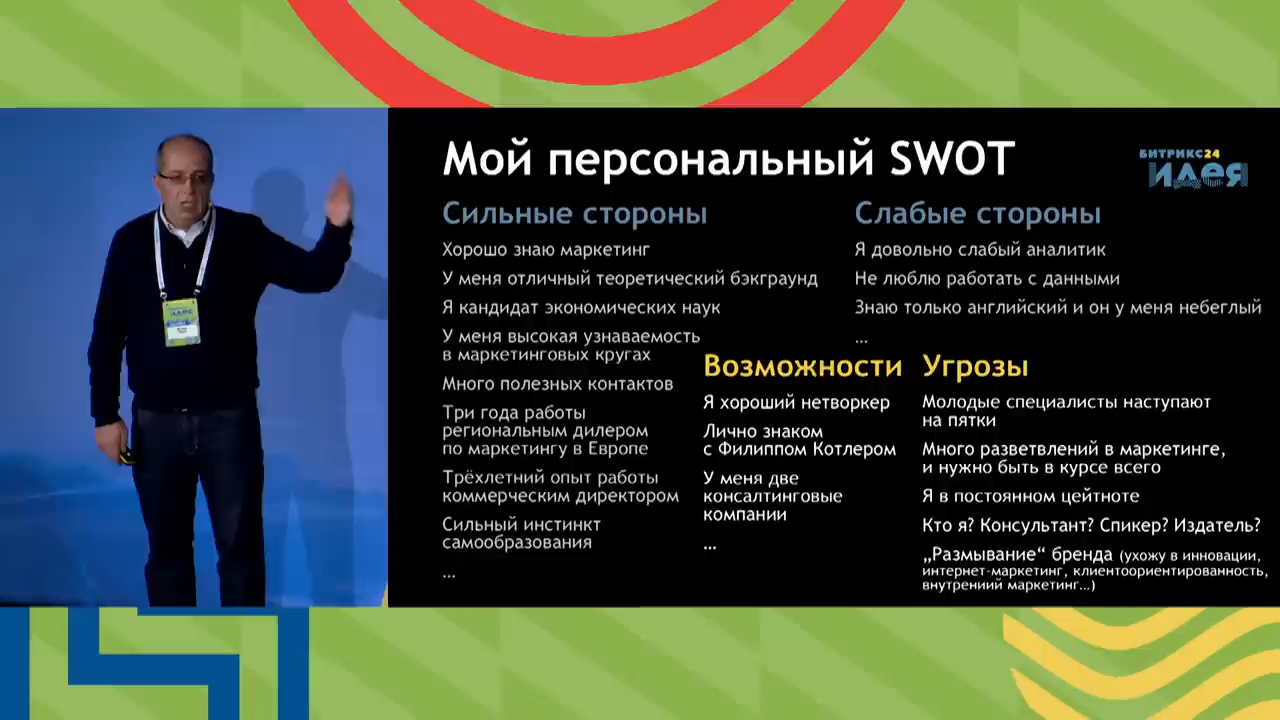 Мой персональный SWOT
БИТРИКС24
идея
Сильные стороны
Хорошо знаю маркетинг
У меня отличный теоретический бэкграунд
Я кандидат экономических наук
У меня высокая узнаваемость
в маркетинговых кругах
Много полезных контактов
Три года работы
региональным дилером
по маркетингу в Европе
Трёхлетний опыт работы
коммерческим директором
Сильный инстинкт
самообразования
...
Слабые стороны
Я довольно слабый аналитик
Не люблю работать с данными
Знаю только английский и он у меня небеглый
...
Возможности
Я хороший нетворкер
Лично знаком
с Филиппом Котлером
У меня две
консалтинговые
компании
...
Угрозы
Молодые специалисты наступают
на пятки
Много разветвлений в маркетинге,
и нужно быть в курсе всего
Я в постоянном цейтноте
Кто я? Консультант? Спикер? Издатель?
„Размывание“ бренда (ухожу в инновации,
интернет-маркетинг, клиентоориентированность,
внутренний маркетинг...)